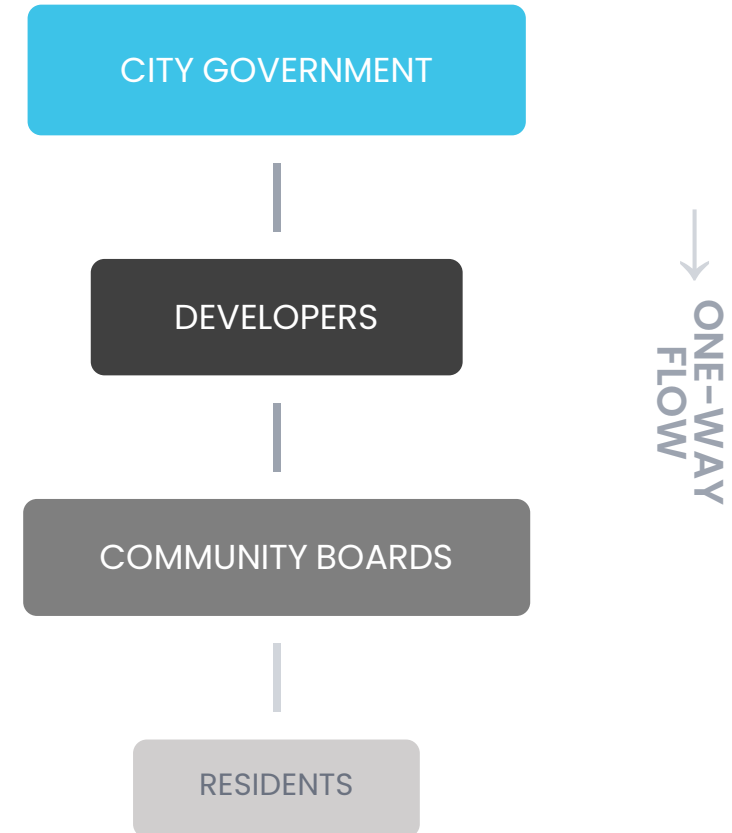 CITY GOVERNMENT
DEVELOPERS
COMMUNITY BOARDS
RESIDENTS
ONE-WAY
FLOW